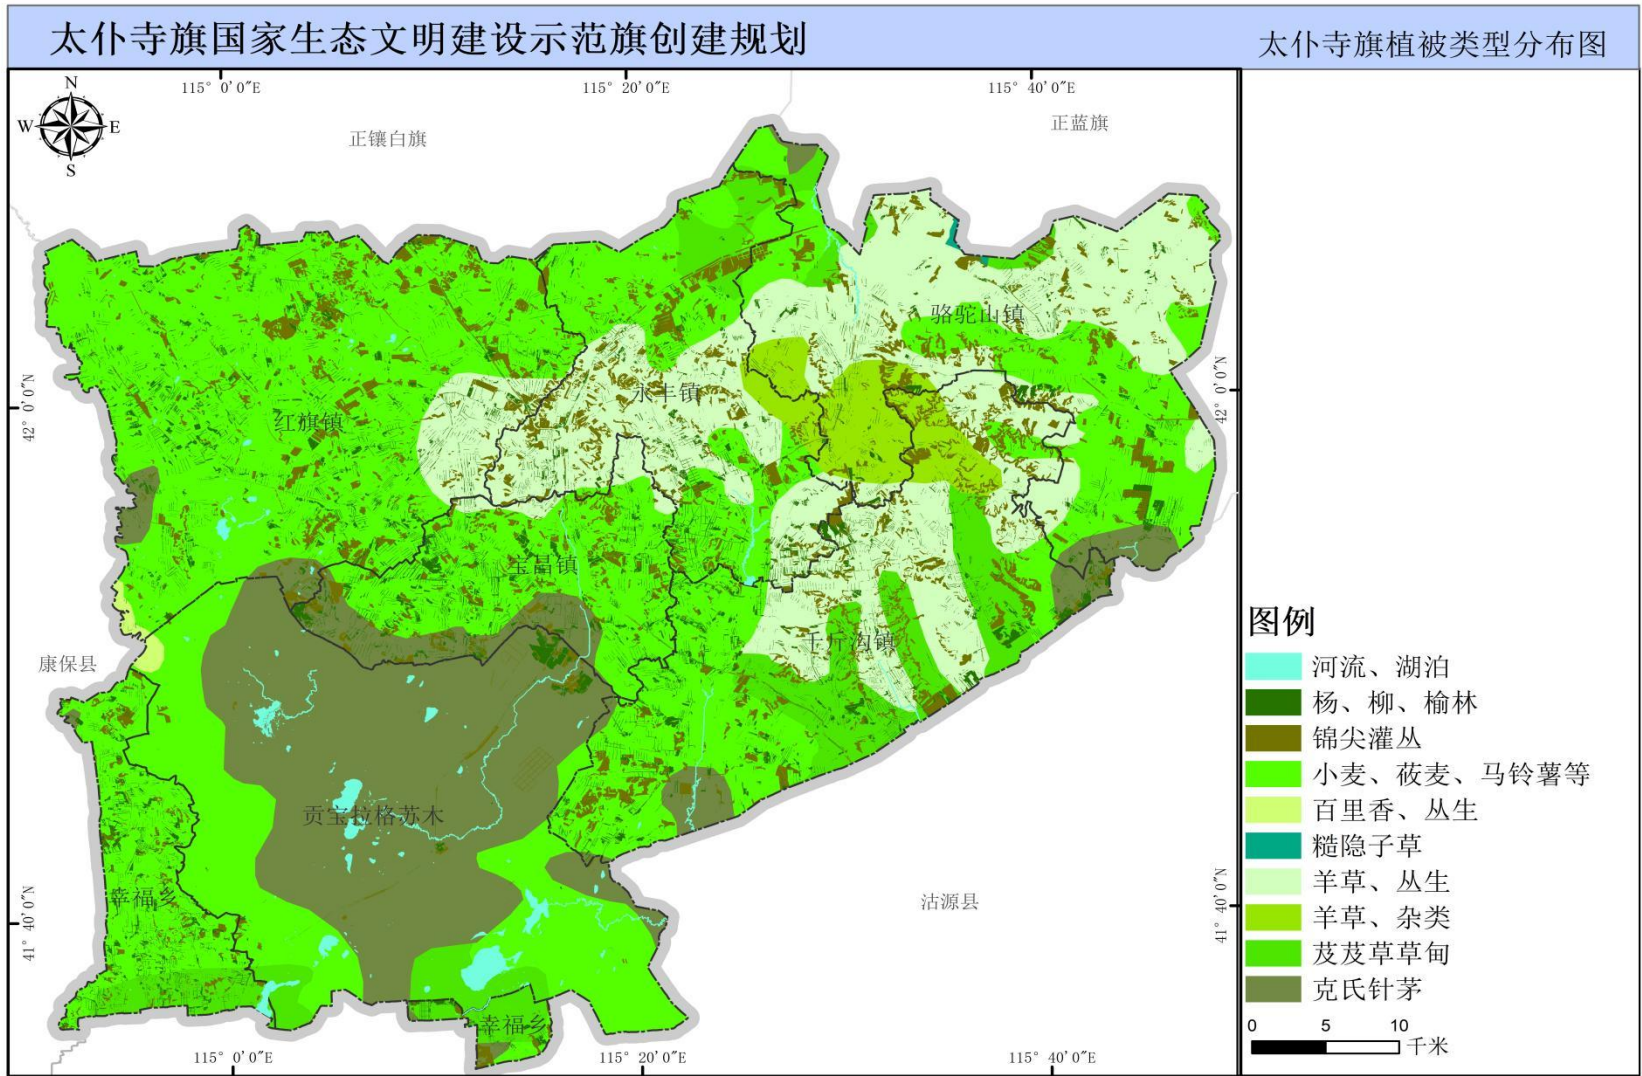 太仆寺旗国家生态文明建设示范旗创建规划
太仆寺旗植被类型分布图
115° 0′0″E
115° 20′0″E
115° 40′0″E
N
W
E
S
正镶白旗
正蓝旗
骆驼山镇
永丰镇
红旗镇
42° 0′0″N
42° 0′0″N
宝昌镇
千斤沟镇
康保县
贡宝拉格苏木
幸福乡
沽源县
41° 40′0″N
41° 40′0″N
幸福乡
115° 0′0″E
115° 20′0″E
115° 40′0″E
图例
河流、湖泊
杨、柳、榆林
锦尖灌丛
小麦、莜麦、马铃薯等
百里香、丛生
糙隐子草
羊草、丛生
羊草、杂类
芨芨草草甸
克氏针茅
0 5 10
千米